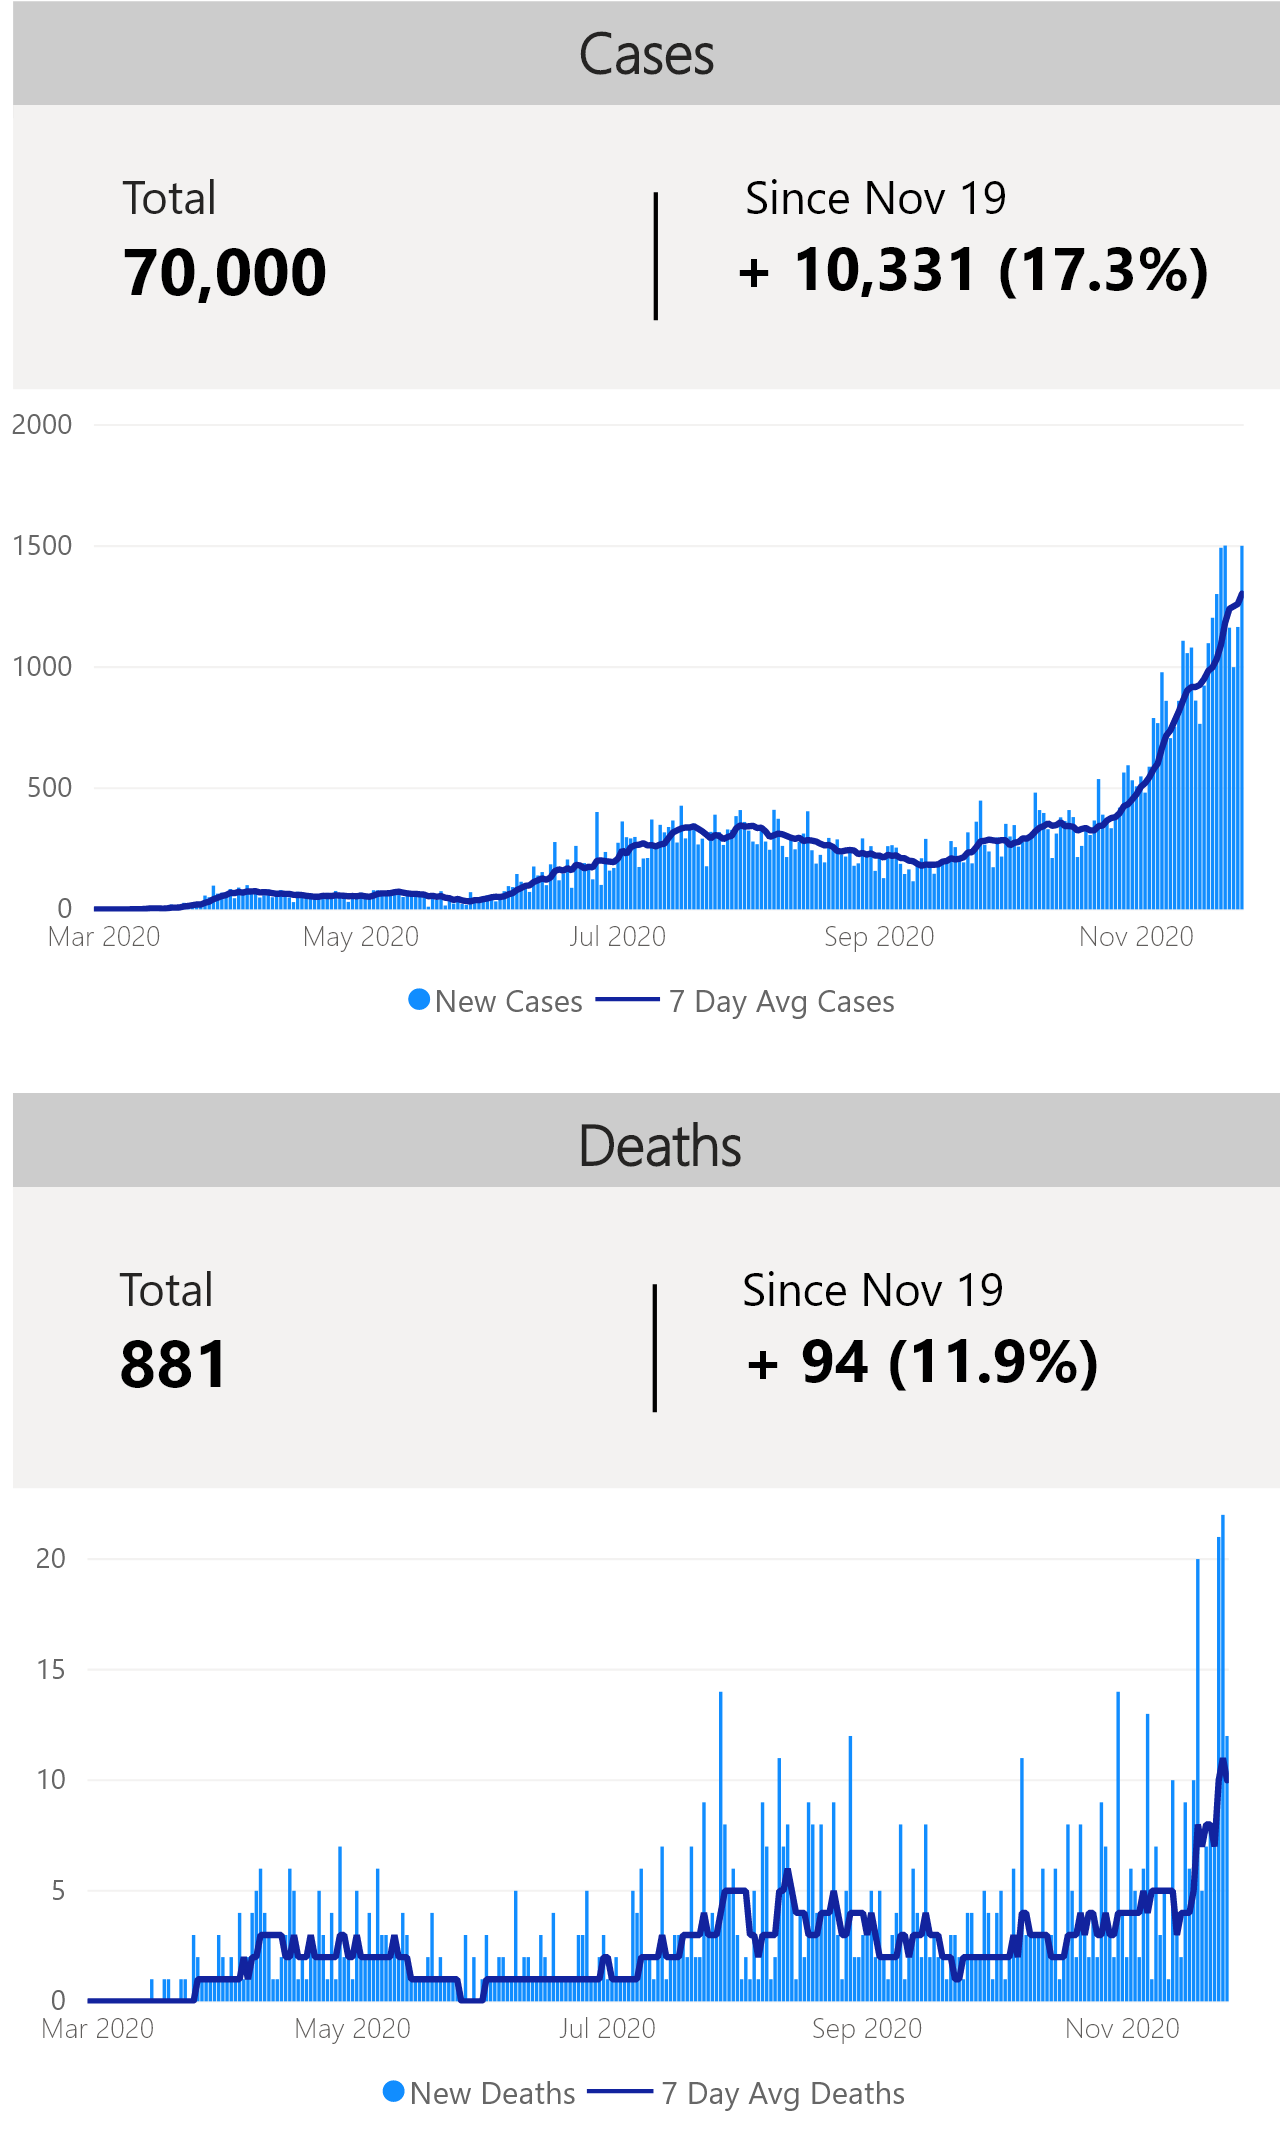 Cases
Total
70,000
Since Nov 19
+ 10,331 (17.3%)
2000
1500
1000
500
0
Mar 2020 May 2020 Jul 2020 Sep 2020 Nov 2020
New Cases 7 Day Avg Cases
Deaths
Total
881
Since Nov 19
+ 94 (11.9%)
20
15
10
5
0
Mar 2020 May 2020 Jul 2020 Sep 2020 Nov 2020
New Deaths 7 Day Avg Deaths